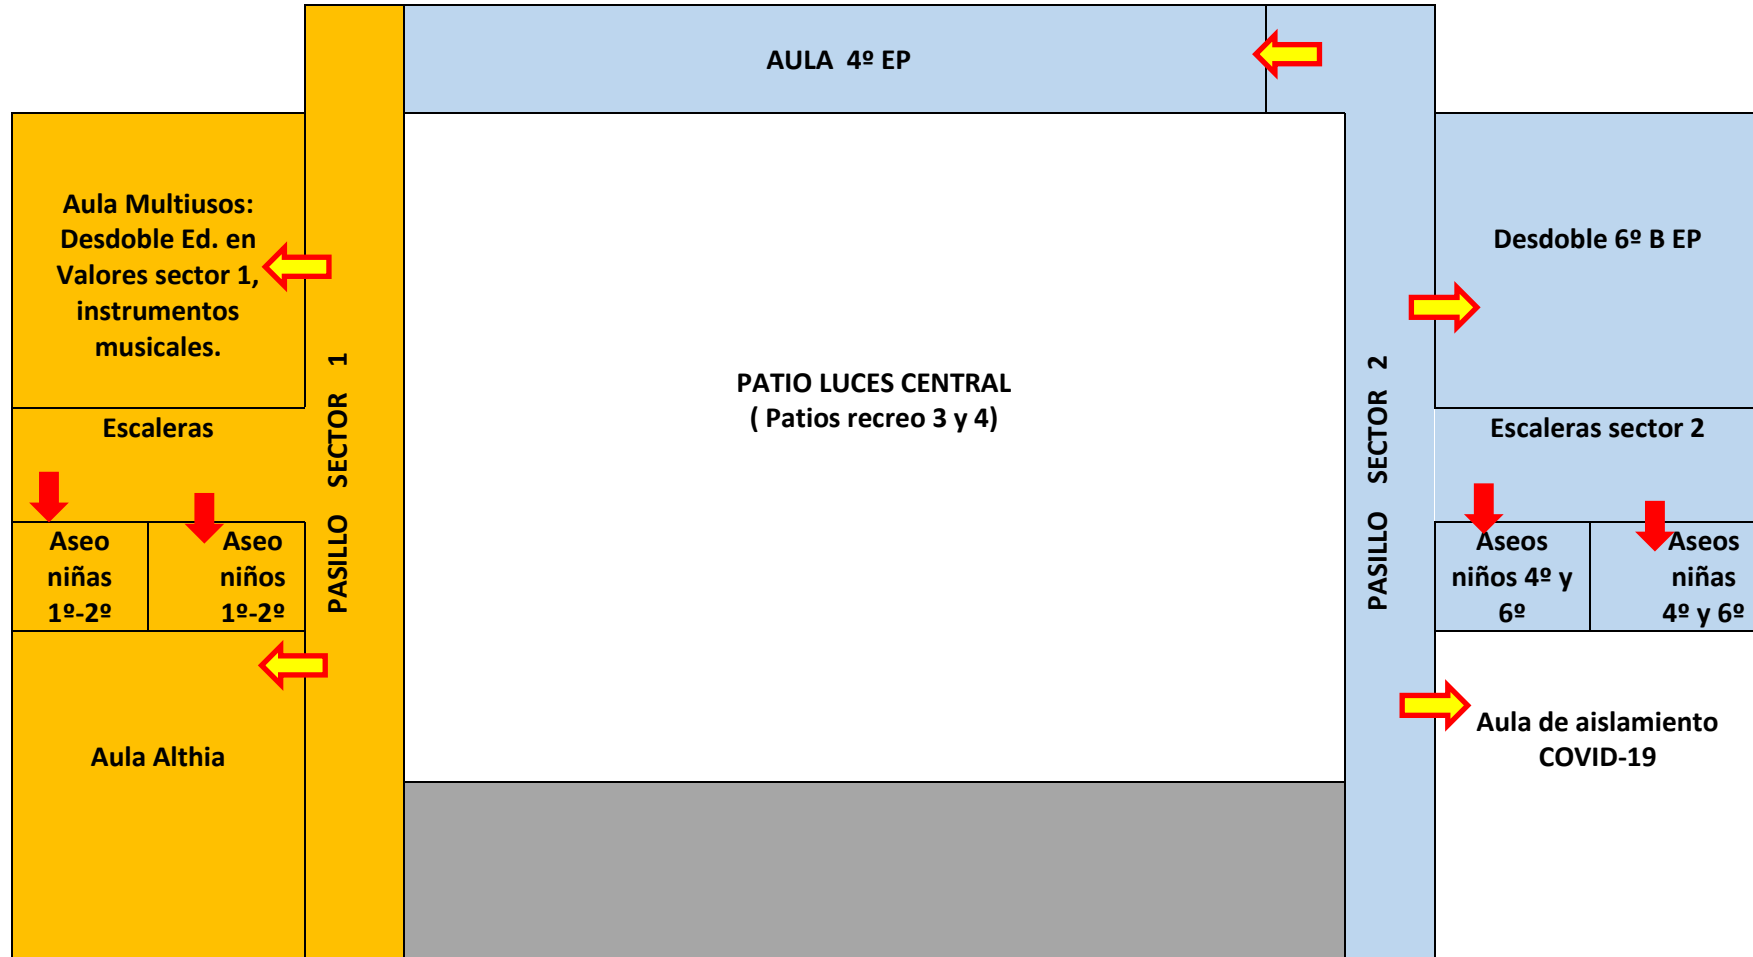 AULA 4º EP
Aula Multiusos:
Desdoble Ed. en
Valores sector 1,
instrumentos
musicales.
Desdoble 6º B EP
PATIO LUCES CENTRAL
( Patios recreo 3 y 4)
PASILLO SECTOR 1
PASILLO SECTOR 2
Escaleras
Escaleras sector 2
Aseo
niñas
1º-2º
Aseo
niños
1º-2º
Aseos
niños 4º y
6º
Aseos
niñas
4º y 6º
Aula Althia
Aula de aislamiento
COVID-19